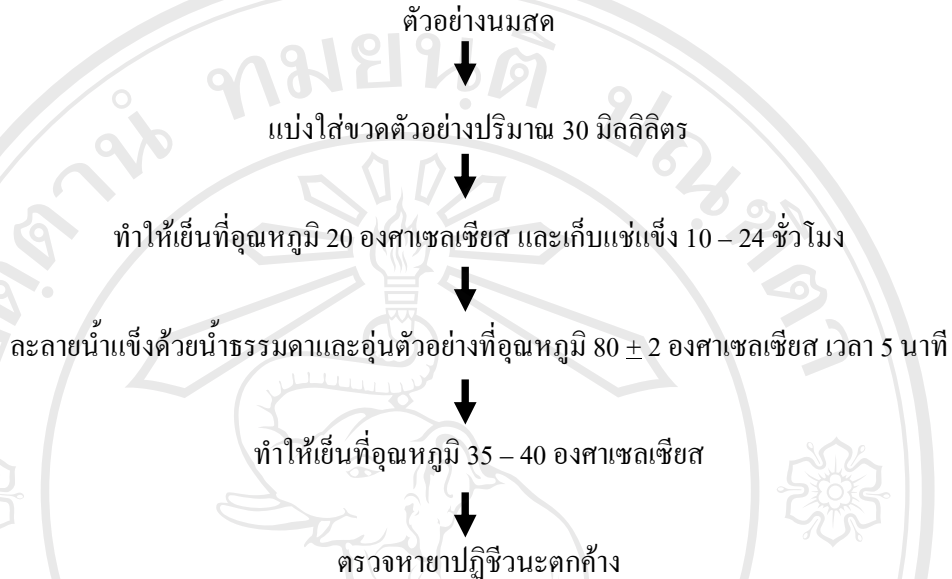 ตัวอย่างนมสด
แบ่งใส่ขวดตัวอย่างปริมาณ 30 มิลลิลิตร
ทำให้เย็นที่อุณหภูมิ 20 องศาเซลเซียส และเก็บแช่แข็ง 10 – 24 ชั่วโมง
ละลายน้ำแข็งด้วยน้ำธรรมดาและอุ่นตัวอย่างที่อุณหภูมิ 80 ± 2 องศาเซลเซียส เวลา 5 นาที
ทำให้เย็นที่อุณหภูมิ 35 – 40 องศาเซลเซียส
ตรวจหายาปฏิชีวนะตกค้าง